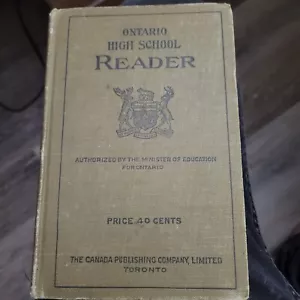 ONTARIO
HIGH SCHOOL
READER
AUTHORIZED BY THE MINISTER OF EDUCATION
FOR ONTARIO
PRICE 40 CENTS
THE CANADA PUBLISHING COMPANY, LIMITED
TORONTO